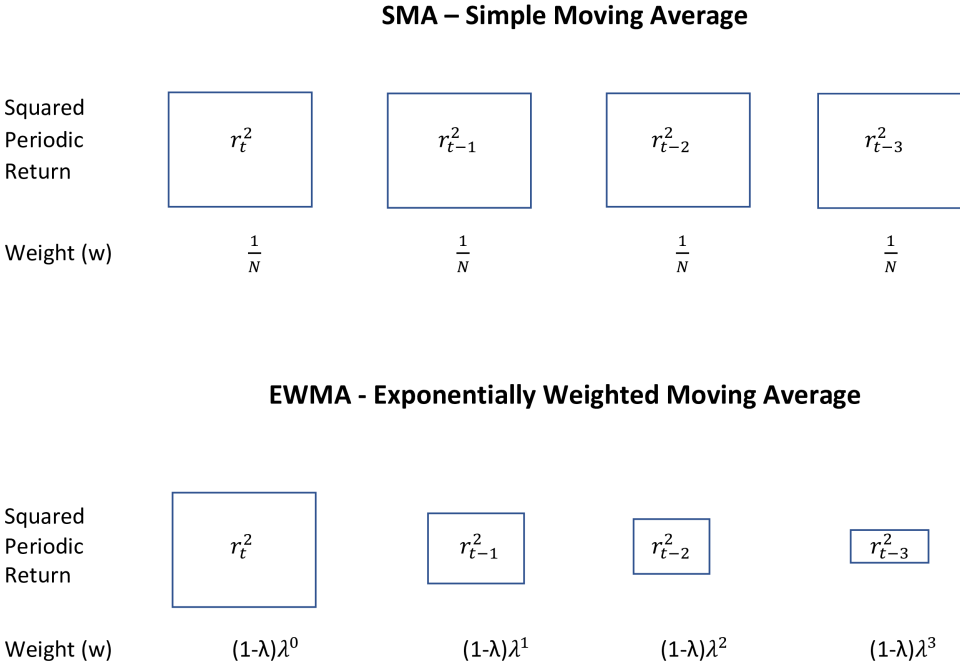 SMA – Simple Moving Average
Squared
Periodic
Return
r_t^2 r_{t−1}^2 r_{t−2}^2 r_{t−3}^2
Weight (w) 1/N 1/N 1/N 1/N
EWMA - Exponentially Weighted Moving Average
Squared
Periodic
Return
r_t^2 r_{t−1}^2 r_{t−2}^2 r_{t−3}^2
Weight (w) (1-λ)λ^0 (1-λ)λ^1 (1-λ)λ^2 (1-λ)λ^3